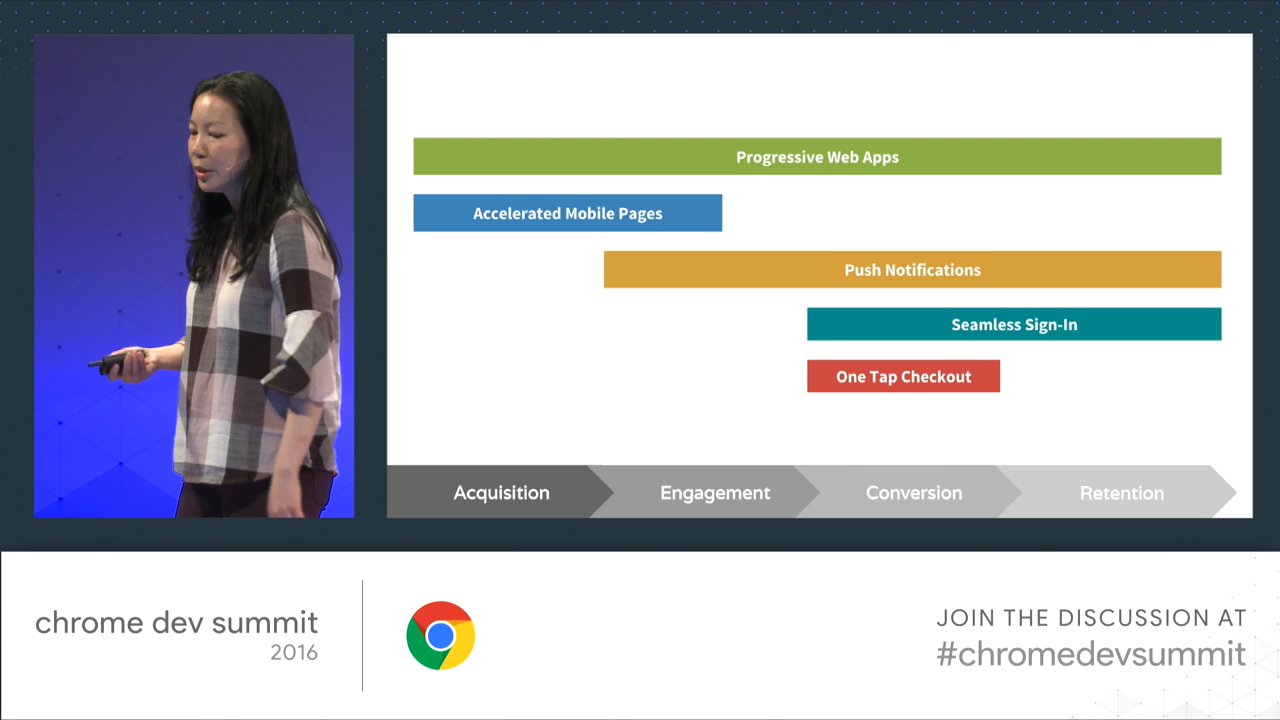 Progressive Web Apps
Accelerated Mobile Pages
Push Notifications
Seamless Sign-In
One Tap Checkout
Acquisition Engagement Conversion Retention
chrome dev summit
2016
JOIN THE DISCUSSION AT
#chromedevsummit